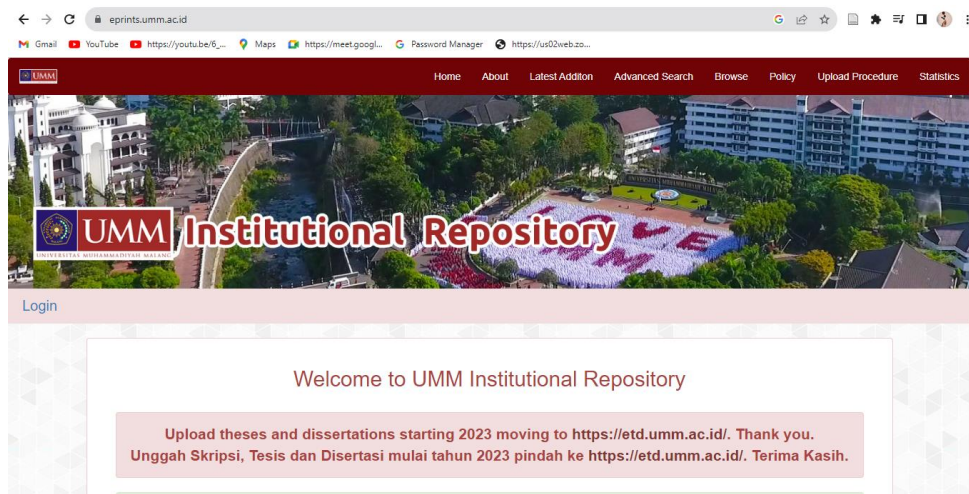 eprints.umm.ac.id
Gmail YouTube https://youtu.be/6_... Maps https://meet.googl... Password Manager https://us02web.zo...
UMM Home About Latest Additon Advanced Search Browse Policy Upload Procedure Statistics
UMM Institutional Repository
UNIVERSITAS MUHAMMADIYAH MALANG
Login
Welcome to UMM Institutional Repository
Upload theses and dissertations starting 2023 moving to https://etd.umm.ac.id/. Thank you.
Unggah Skripsi, Tesis dan Disertasi mulai tahun 2023 pindah ke https://etd.umm.ac.id/. Terima Kasih.